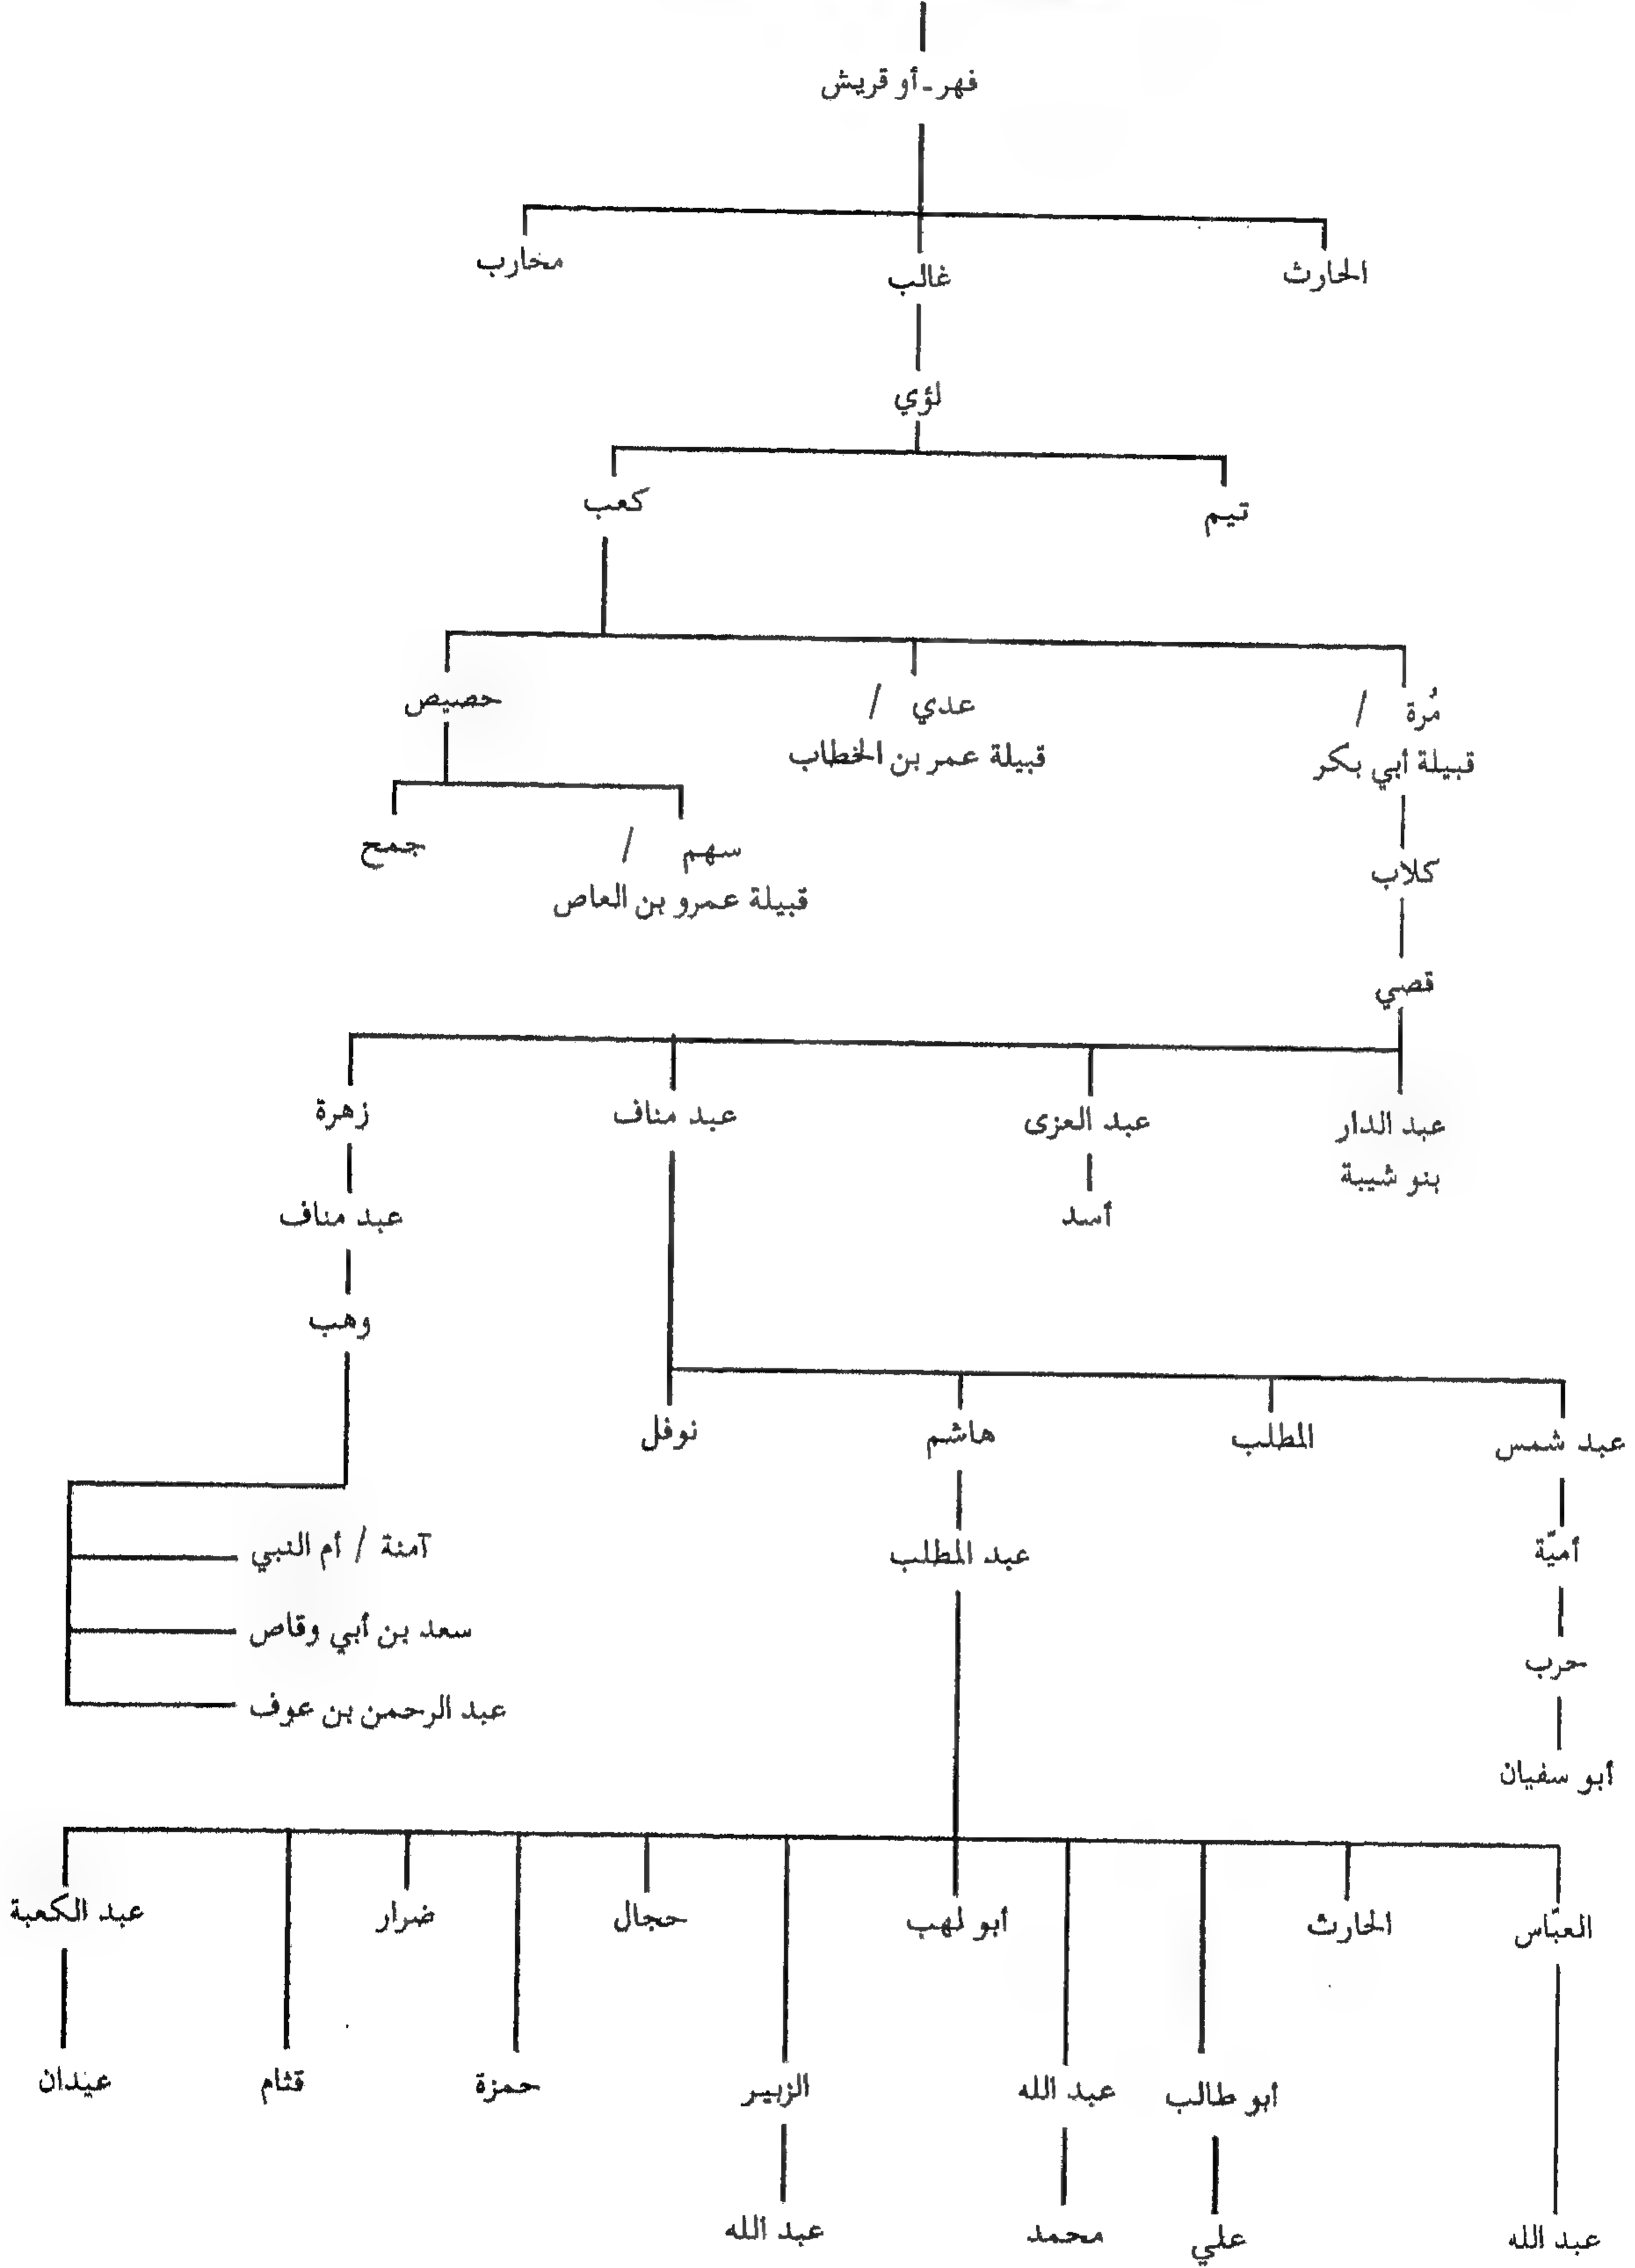 فهر - أو قريش
الحارث
غالب
مخارب
لؤي
تيم
كعب
مُرة /
قبيلة أبي بكر
عدي /
قبيلة عمر بن الخطاب
حصيص
سهم /
قبيلة عمرو بن العاص
جمح
كلاب
قصي
عبد الدار
بنو شيبة
عبد العزى
أسد
عبد مناف
زهرة
عبد مناف
وهب
عبد شمس
المطلب
هاشم
نوفل
أميّة
عبد المطلب
آمنة / أم النبي
سعد بن أبي وقاص
عبد الرحمن بن عوف
حرب
أبو سفيان
العبّاس
الحارث
أبو لهب
حجال
ضرار
عبد الكعبة
أبو طالب
عبد الله
الزبير
حمزة
قثام
عيدان
عبد الله
علي
محمد
عبد الله